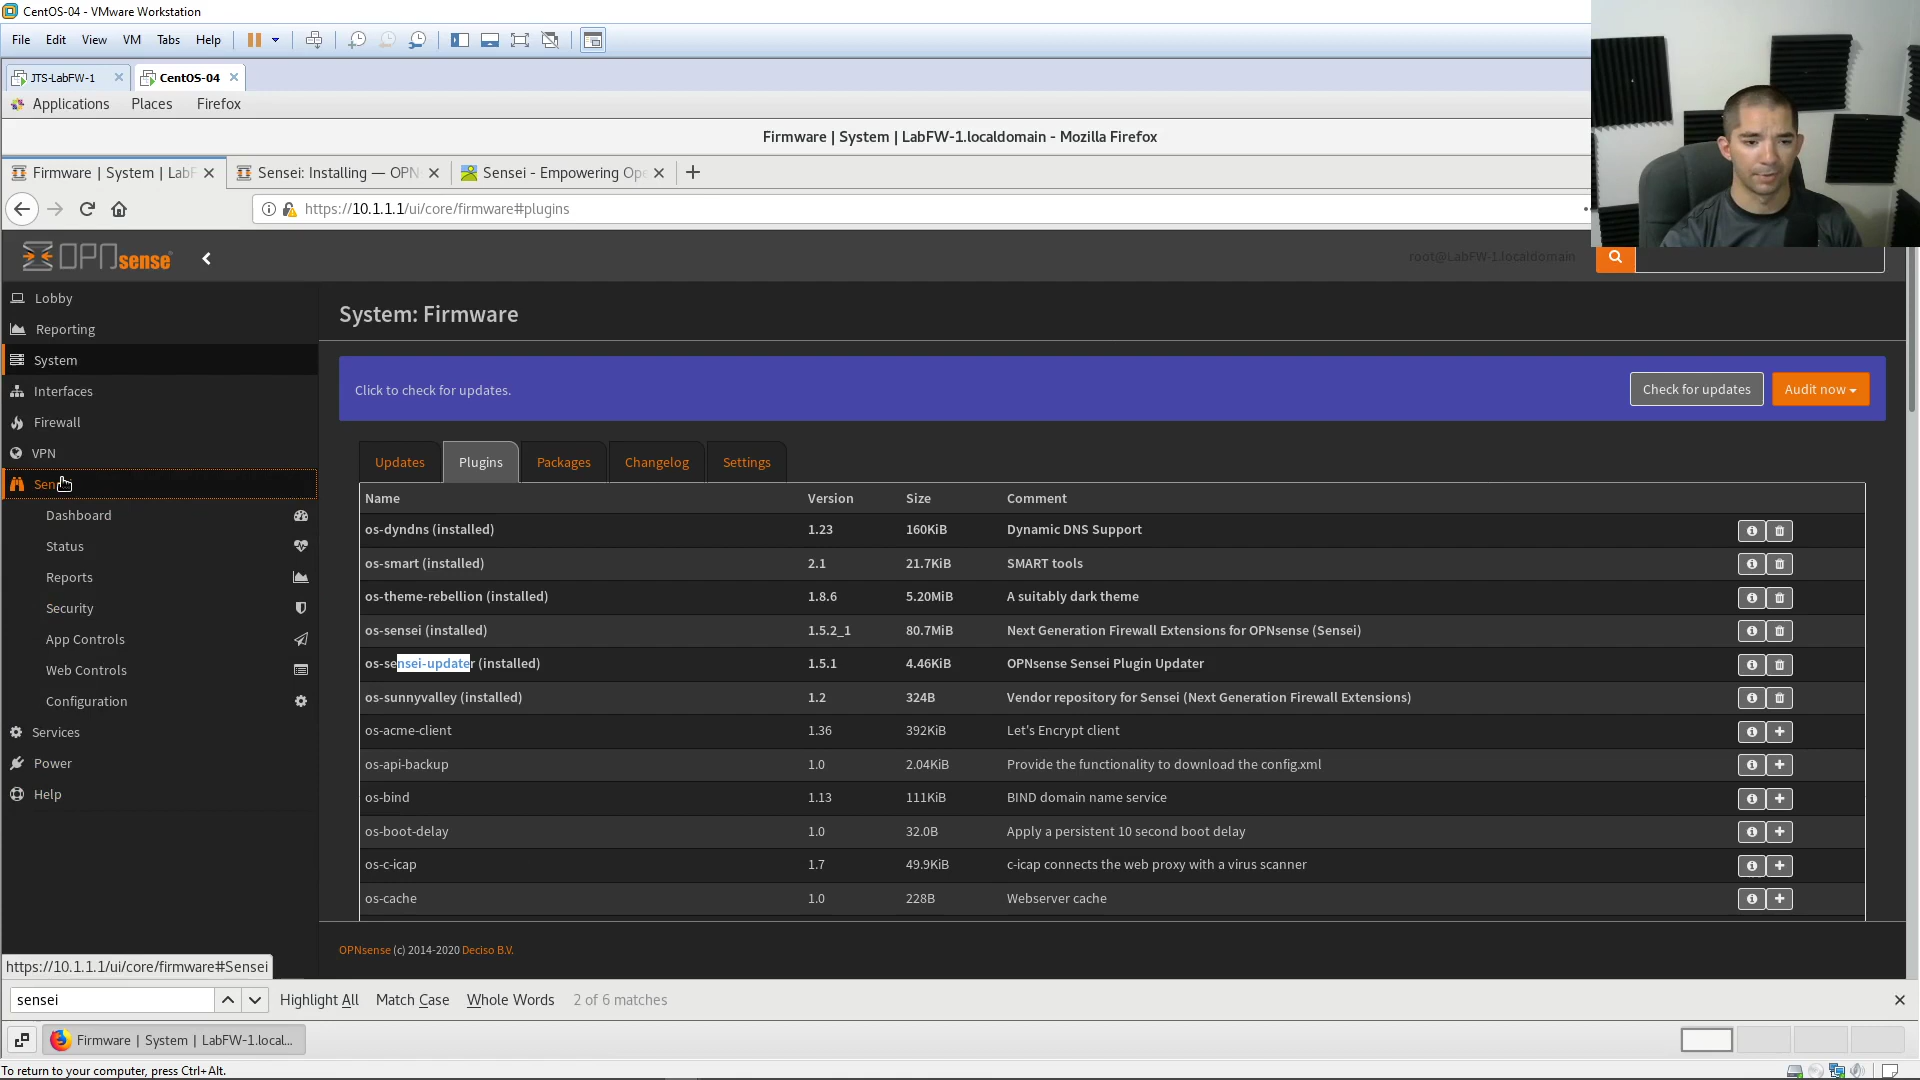 CentOS-04 - VMware Workstation
File Edit View VM Tabs Help
JTS-LabFW-1 CentOS-04
Applications Places Firefox
Firmware | System | LabFW-1.localdomain - Mozilla Firefox
Firmware | System | LabF Sensei: Installing — OPN Sensei - Empowering Ope
https://10.1.1.1/ui/core/firmware#plugins
OPNsense root@LabFW-1.localdomain
Lobby
Reporting
System
Interfaces
Firewall
VPN
Sen
Dashboard
Status
Reports
Security
App Controls
Web Controls
Configuration
Services
Power
Help
System: Firmware
Click to check for updates. Check for updates Audit now
Updates Plugins Packages Changelog Settings
Name Version Size Comment
os-dyndns (installed) 1.23 160KiB Dynamic DNS Support
os-smart (installed) 2.1 21.7KiB SMART tools
os-theme-rebellion (installed) 1.8.6 5.20MiB A suitably dark theme
os-sensei (installed) 1.5.2_1 80.7MiB Next Generation Firewall Extensions for OPNsense (Sensei)
os-sensei-updater (installed) 1.5.1 4.46KiB OPNsense Sensei Plugin Updater
os-sunnyvalley (installed) 1.2 324B Vendor repository for Sensei (Next Generation Firewall Extensions)
os-acme-client 1.36 392KiB Let's Encrypt client
os-api-backup 1.0 2.04KiB Provide the functionality to download the config.xml
os-bind 1.13 111KiB BIND domain name service
os-boot-delay 1.0 32.0B Apply a persistent 10 second boot delay
os-c-icap 1.7 49.9KiB c-icap connects the web proxy with a virus scanner
os-cache 1.0 228B Webserver cache
OPNsense (c) 2014-2020 Deciso B.V.
https://10.1.1.1/ui/core/firmware#Sensei
sensei Highlight All Match Case Whole Words 2 of 6 matches
Firmware | System | LabFW-1.local...
To return to your computer, press Ctrl+Alt.